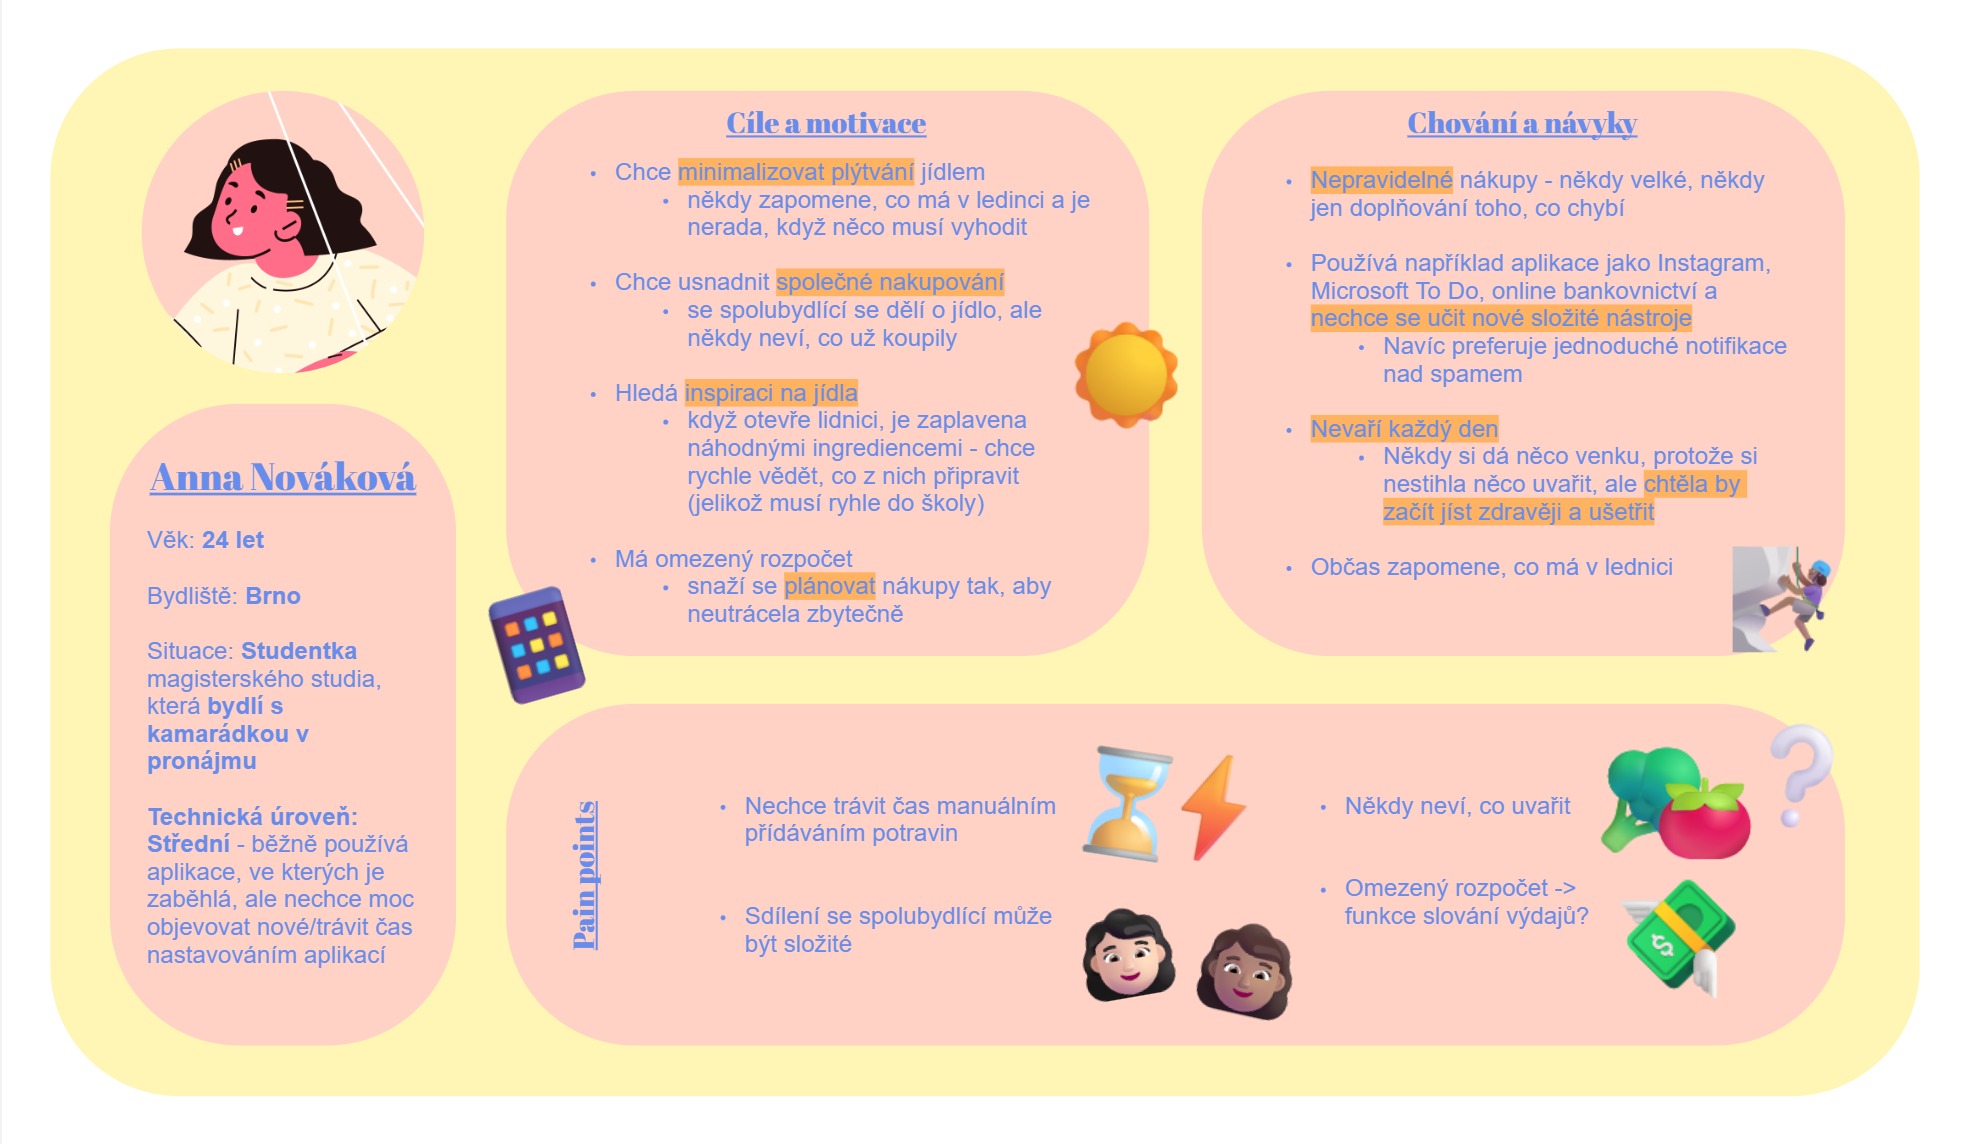 Anna Nováková
Věk: 24 let
Bydliště: Brno
Situace: Studentka
magisterského studia,
která bydlí s
kamarádkou v
pronájmu
Technická úroveň:
Střední - běžně používá
aplikace, ve kterých je
zaběhlá, ale nechce moc
objevovat nové/trávit čas
nastavováním aplikací
Cíle a motivace
• Chce minimalizovat plýtvání jídlem
• někdy zapomene, co má v ledinci a je
nerada, když něco musí vyhodit
• Chce usnadnit společné nakupování
• se spolubydlící se dělí o jídlo, ale
někdy neví, co už koupily
• Hledá inspiraci na jídla
• když otevře lidnici, je zaplavena
náhodnými ingrediencemi - chce
rychle vědět, co z nich připravit
(jelikož musí ryhle do školy)
• Má omezený rozpočet
• snaží se plánovat nákupy tak, aby
neutrácela zbytečně
Chování a návyky
• Nepravidelné nákupy - někdy velké, někdy
jen doplňování toho, co chybí
• Používá například aplikace jako Instagram,
Microsoft To Do, online bankovnictví a
nechce se učit nové složité nástroje
• Navíc preferuje jednoduché notifikace
nad spamem
• Nevaří každý den
• Někdy si dá něco venku, protože si
nestihla něco uvařit, ale chtěla by
začít jíst zdravěji a ušetřit
• Občas zapomene, co má v lednici
Pain points
• Nechce trávit čas manuálním
přídáváním potravin
• Sdílení se spolubydlící může
být složité
• Někdy neví, co uvařit
• Omezený rozpočet ->
funkce slování výdajů?